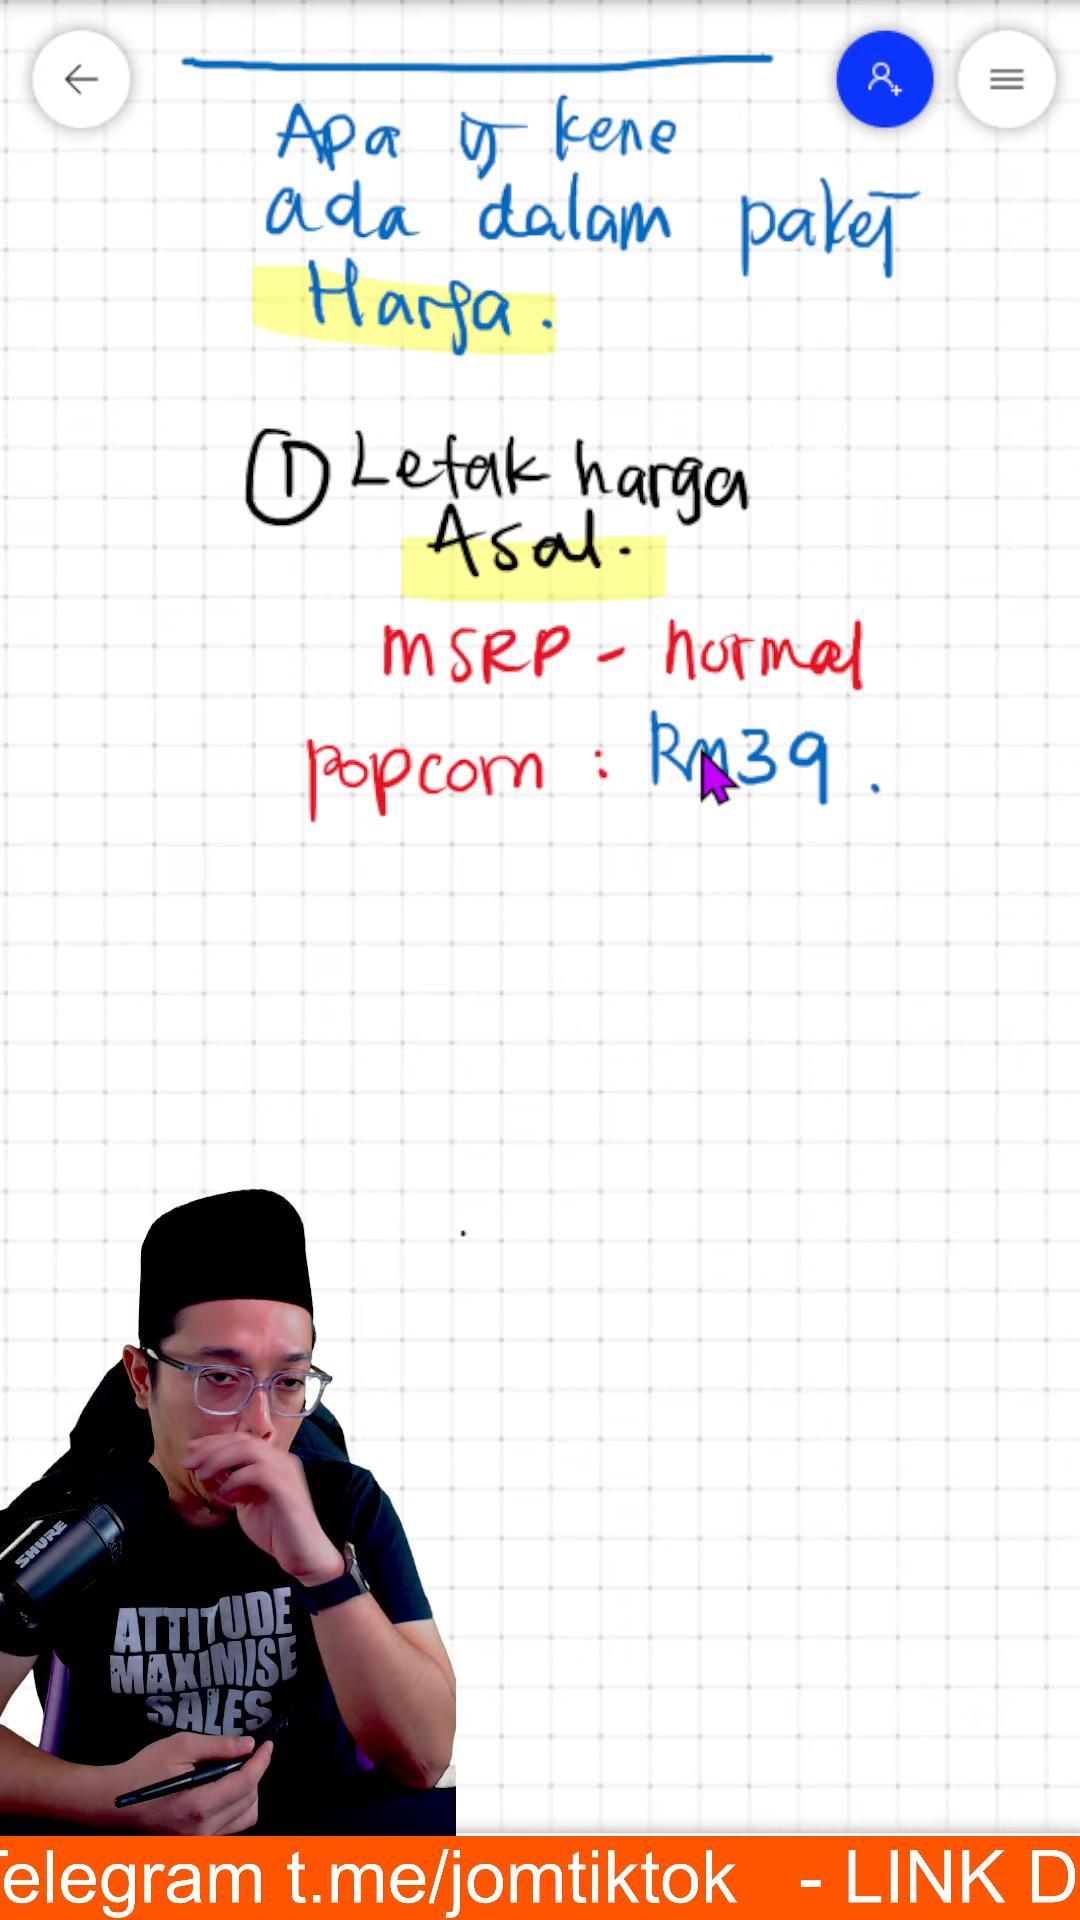 Apa yg kene
ada dalam paket
Harga.
① Letak harga
Asal.
MSRP - normal
popcorn : RM39.
SHURE
ATTITUDE
MAXIMISE
SALES
Telegram t.me/jomtiktok - LINK D